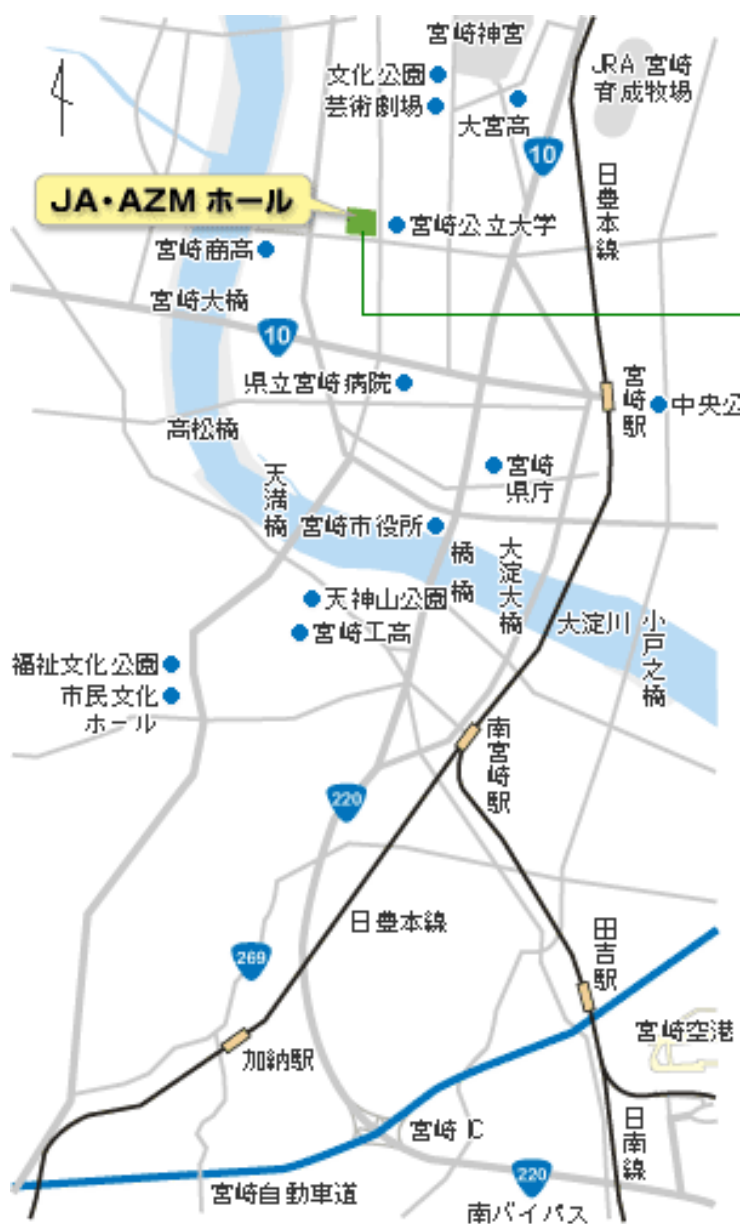 宮崎神宮
文化公園
芸術劇場
大宮高
JRA 宮崎
育成牧場
10
日豊本線
JA・AZM ホール
宮崎公立大学
宮崎商高
宮崎大橋
10
県立宮崎病院
宮崎駅
中央公
高松橋
天満橋
宮崎
県庁
宮崎市役所
橘橋
大淀大橋
天神山公園
宮崎工高
大淀川
小戸之橋
福祉文化公園
市民文化
ホール
南宮崎駅
220
日豊本線
269
田吉駅
宮崎空港
加納駅
宮崎 IC
日南線
宮崎自動車道
220
南バイパス